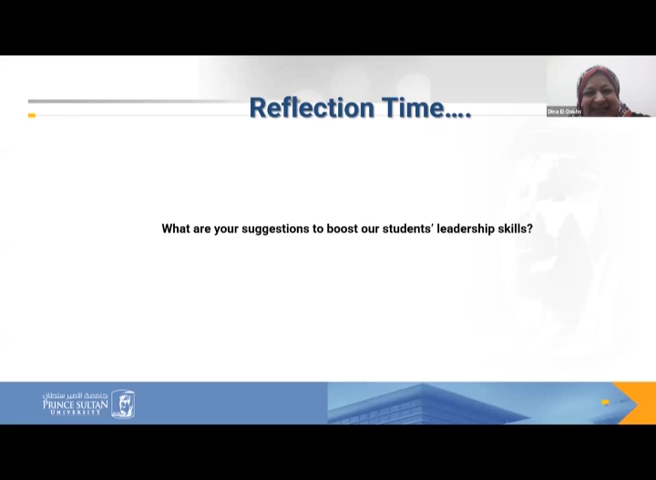 Reflection Time....
What are your suggestions to boost our students' leadership skills?
جامعة الأمير سلطان
PRINCE SULTAN
UNIVERSITY